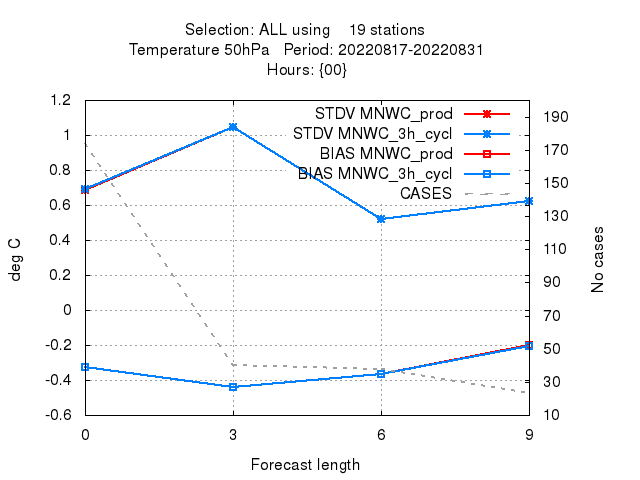 Selection: ALL using 19 stations
Temperature 50hPa Period: 20220817-20220831
Hours: {00}
STDV MNWC_prod
STDV MNWC_3h_cycl
BIAS MNWC_prod
BIAS MNWC_3h_cycl
CASES
1.2
1
0.8
0.6
0.4
0.2
0
-0.2
-0.4
-0.6
deg C
190
170
150
130
110
90
70
50
30
10
No cases
0 3 6 9
Forecast length